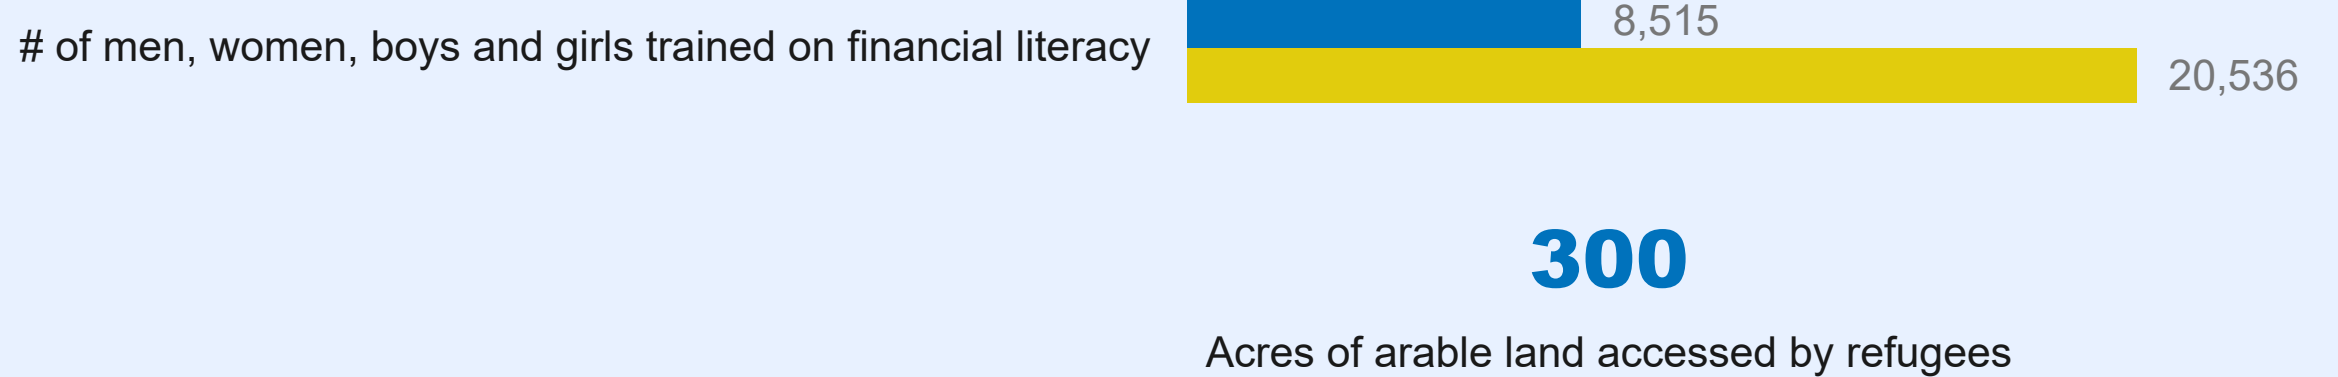 # of men, women, boys and girls trained on financial literacy
8,515
20,536
300
Acres of arable land accessed by refugees